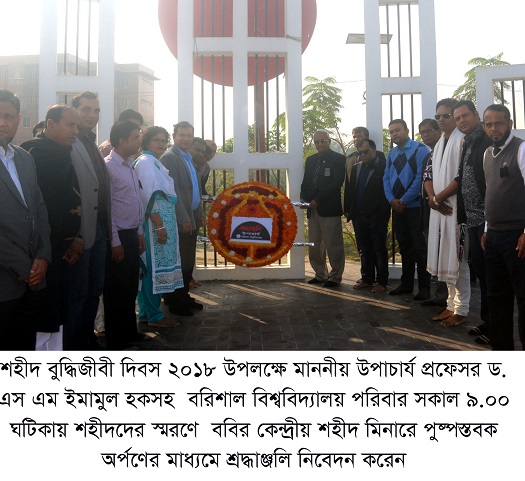 শহীদ বুদ্ধিজীবী দিবস ২০১৮ উপলক্ষে মাননীয় উপাচার্য প্রফেসর ড.
এস এম ইমামুল হকসহ বরিশাল বিশ্ববিদ্যালয় পরিবার সকাল ৯.০০
ঘটিকায় শহীদদের স্মরণে ববির কেন্দ্রীয় শহীদ মিনারে পুষ্পস্তবক
অর্পণের মাধ্যমে শ্রদ্ধাঞ্জলি নিবেদন করেন